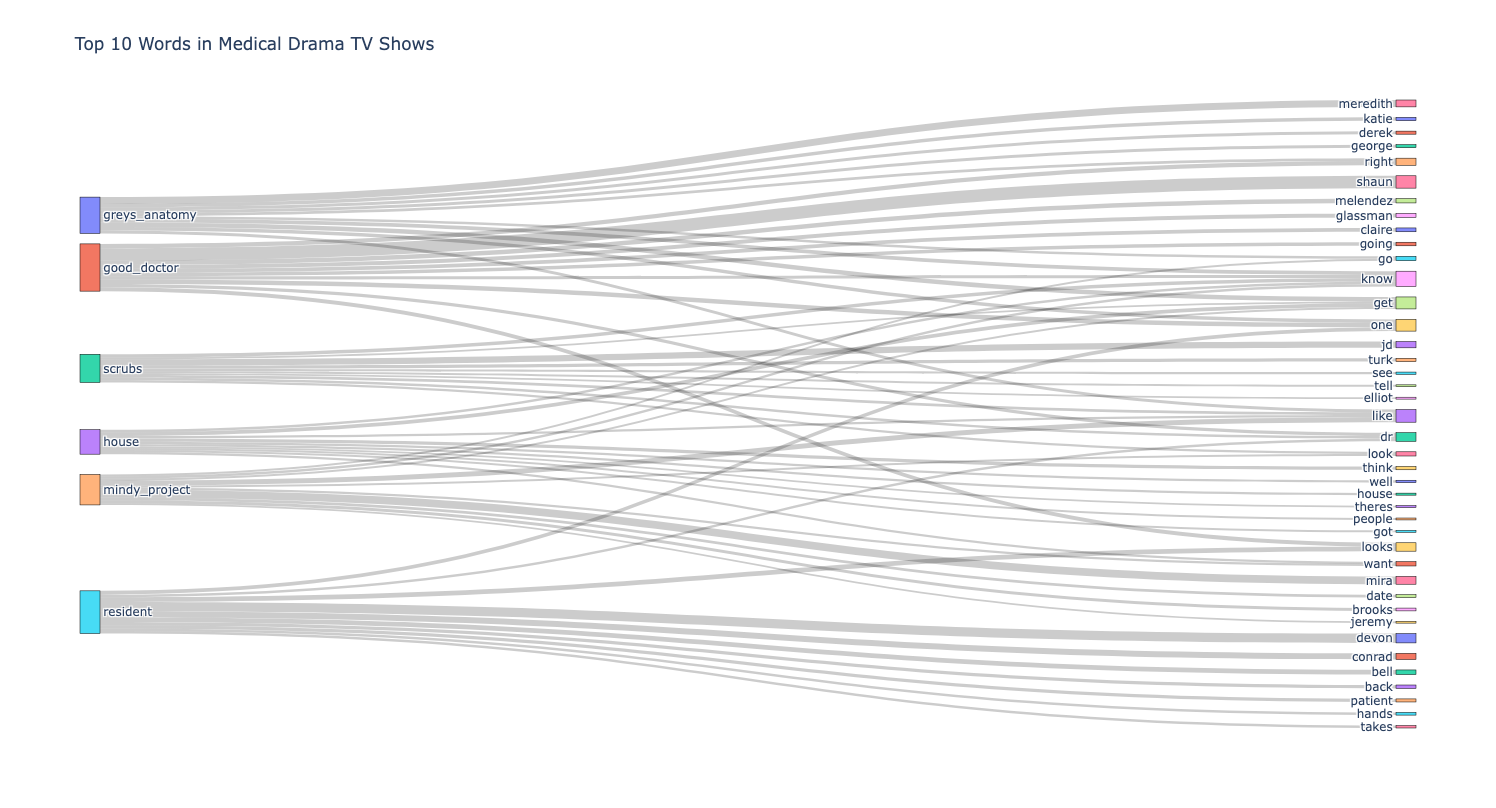 Top 10 Words in Medical Drama TV Shows
greys_anatomy
good_doctor
scrubs
house
mindy_project
resident
meredith
katie
derek
george
right
shaun
melendez
glassman
claire
going
go
know
get
one
jd
turk
see
tell
elliot
like
dr
look
think
well
house
theres
people
got
looks
want
mira
date
brooks
jeremy
devon
conrad
bell
back
patient
hands
takes